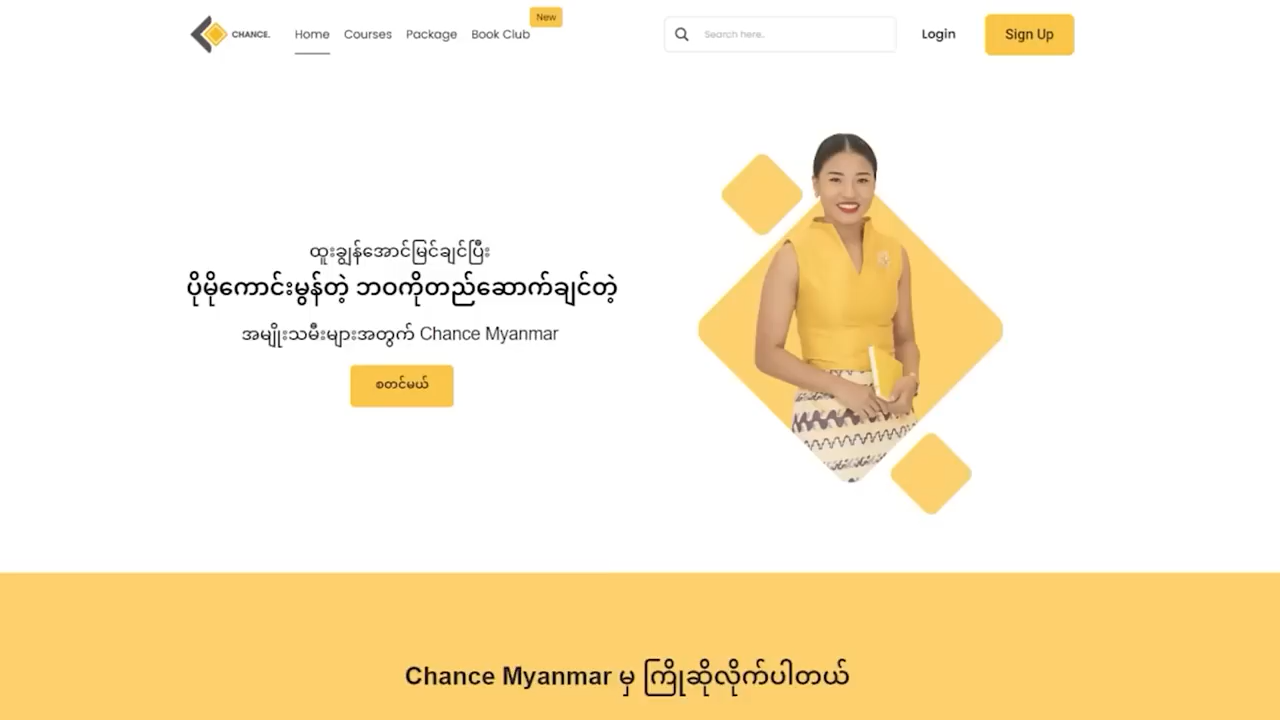 New
CHANCE.
Home
Courses
Package
Book Club
Search here..
Login
Sign Up
ထူးချွန်အောင်မြင်ချင်ပြီး
ပိုမိုကောင်းမွန်တဲ့ ဘဝကိုတည်ဆောက်ချင်တဲ့
အမျိုးသမီးများအတွက် Chance Myanmar
စတင်မယ်
Chance Myanmar မှ ကြိုဆိုလိုက်ပါတယ်